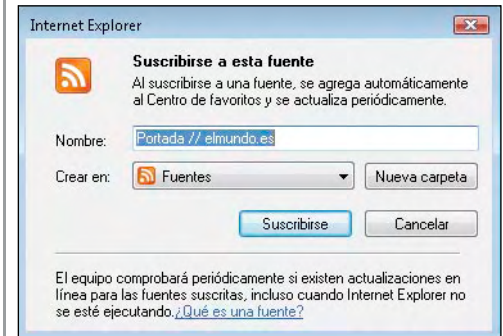 Internet Explorer
Suscribirse a esta fuente
Al suscribirse a una fuente, se agrega automáticamente
al Centro de favoritos y se actualiza periódicamente.
Nombre: Portada // elmundo.es
Crear en: Fuentes Nueva carpeta
Suscribirse Cancelar
El equipo comprobará periódicamente si existen actualizaciones en
línea para las fuentes suscritas, incluso cuando Internet Explorer no
se esté ejecutando.¿Qué es una fuente?